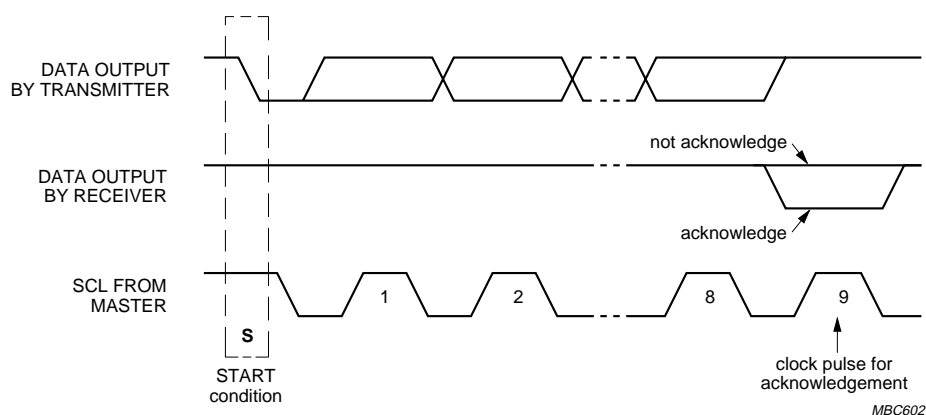 DATA OUTPUT
BY TRANSMITTER
not acknowledge
DATA OUTPUT
BY RECEIVER
acknowledge
SCL FROM
MASTER
1
2
8
9
S
START
condition
clock pulse for
acknowledgement
MBC602